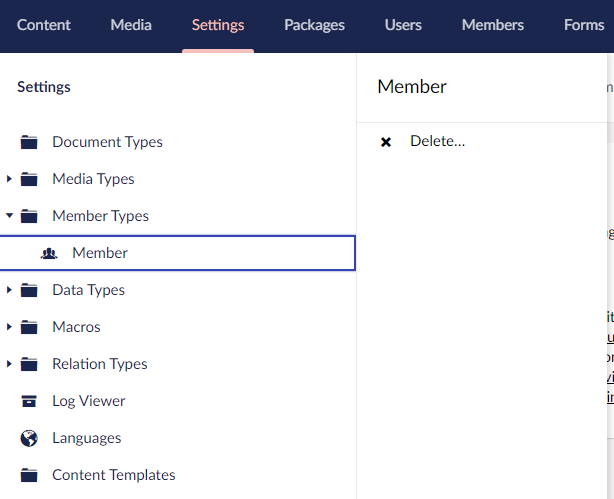 Content Media Settings Packages Users Members Forms
Settings
Member
Document Types
Delete...
Media Types
Member Types
Member
Data Types
Macros
Relation Types
Log Viewer
Languages
Content Templates